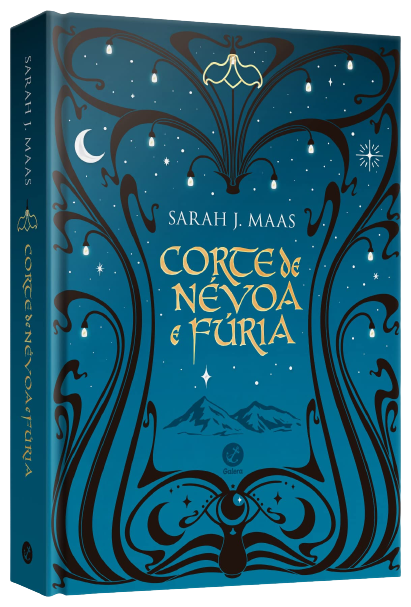 SARAH J. MAAS
CORTE de NÉVOA e FÚRIA
SARAH J. MAAS
CORTE de
NÉVOA
e FÚRIA
Galera